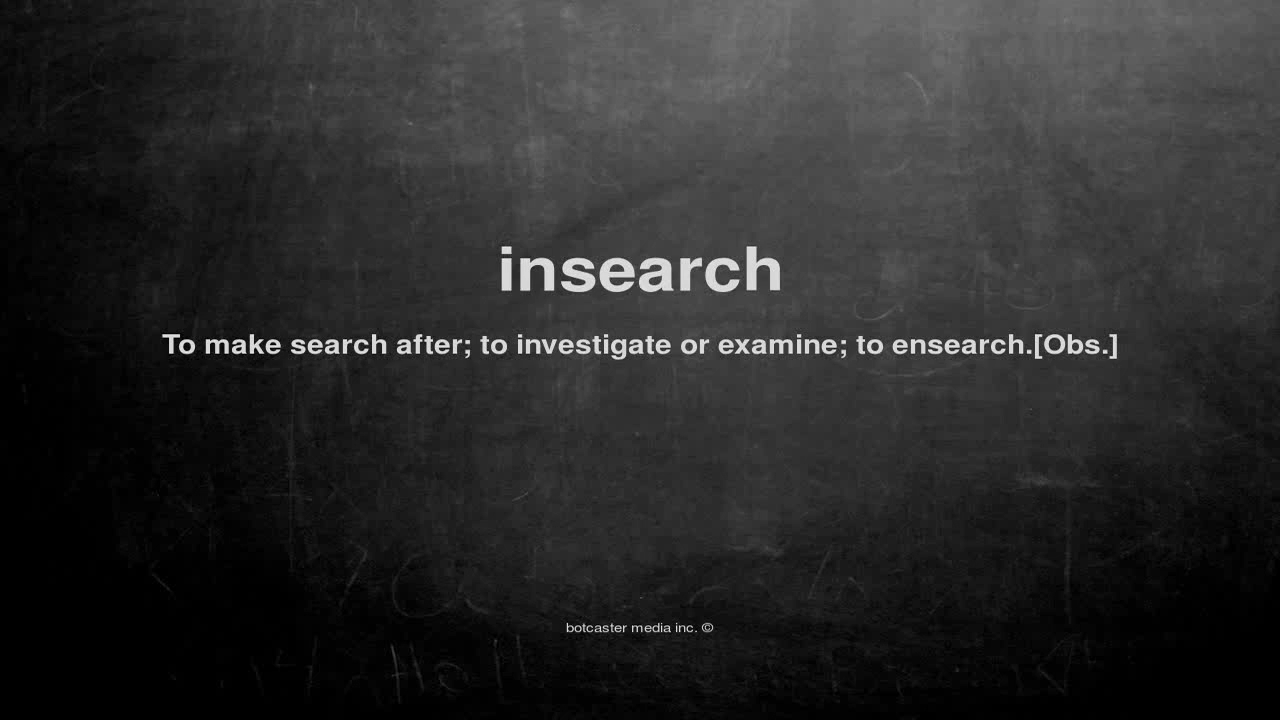 insearch
To make search after; to investigate or examine; to ensearch.[Obs.]
botcaster media inc. ©